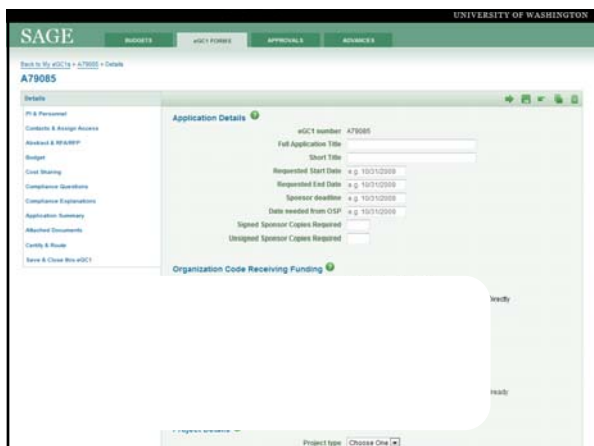 UNIVERSITY OF WASHINGTON
SAGE
BUDGETS
eGC1 FORMS
APPROVALS
ADVANCES
Back to My eGC1s » A79085 » Details
A79085
Details
PI & Personnel
Contacts & Assign Access
Abstract & RFA/RFP
Budget
Cost Sharing
Compliance Questions
Compliance Explanations
Application Summary
Attached Documents
Certify & Route
Save & Close this eGC1
Application Details
eGC1 number A79085
Full Application Title
Short Title
Requested Start Date e.g. 10/31/2009
Requested End Date e.g. 10/31/2009
Sponsor deadline e.g. 10/31/2009
Date needed from OSP e.g. 10/31/2009
Signed Sponsor Copies Required
Unsigned Sponsor Copies Required
Organization Code Receiving Funding
Directly
Project type Choose One